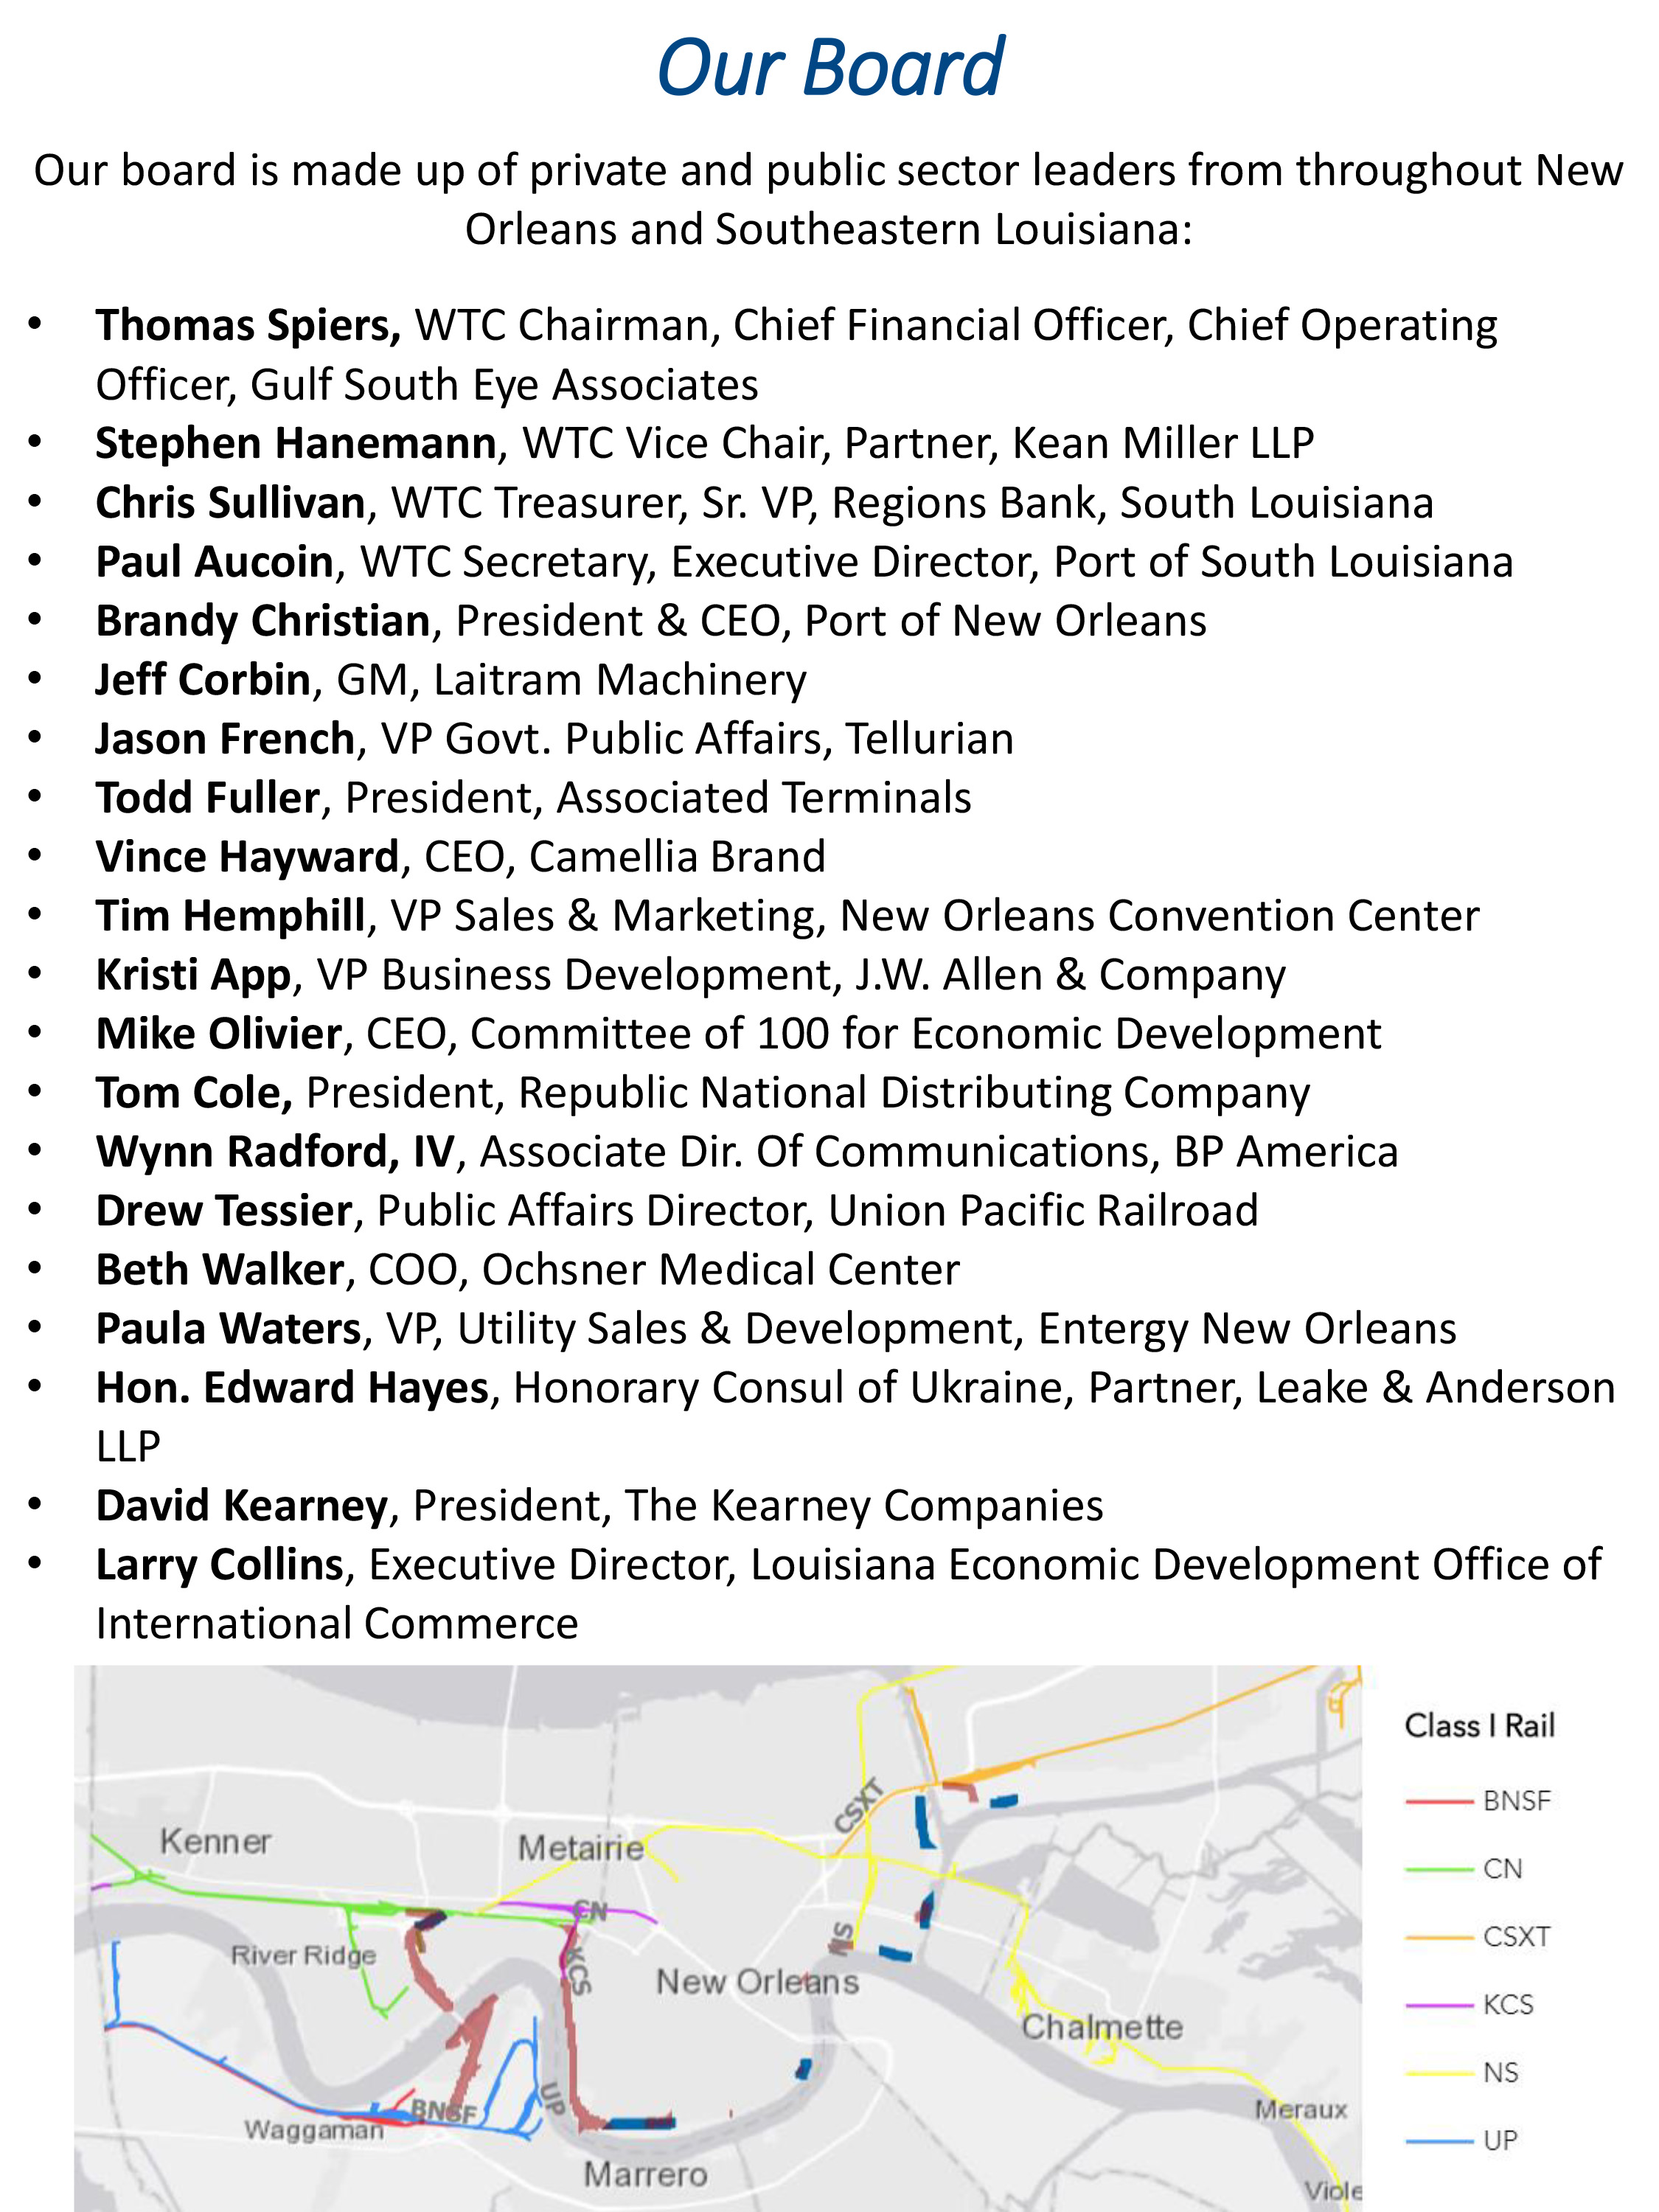 Our Board
Our board is made up of private and public sector leaders from throughout New
Orleans and Southeastern Louisiana:
• Thomas Spiers, WTC Chairman, Chief Financial Officer, Chief Operating
Officer, Gulf South Eye Associates
• Stephen Hanemann, WTC Vice Chair, Partner, Kean Miller LLP
• Chris Sullivan, WTC Treasurer, Sr. VP, Regions Bank, South Louisiana
• Paul Aucoin, WTC Secretary, Executive Director, Port of South Louisiana
• Brandy Christian, President & CEO, Port of New Orleans
• Jeff Corbin, GM, Laitram Machinery
• Jason French, VP Govt. Public Affairs, Tellurian
• Todd Fuller, President, Associated Terminals
• Vince Hayward, CEO, Camellia Brand
• Tim Hemphill, VP Sales & Marketing, New Orleans Convention Center
• Kristi App, VP Business Development, J.W. Allen & Company
• Mike Olivier, CEO, Committee of 100 for Economic Development
• Tom Cole, President, Republic National Distributing Company
• Wynn Radford, IV, Associate Dir. Of Communications, BP America
• Drew Tessier, Public Affairs Director, Union Pacific Railroad
• Beth Walker, COO, Ochsner Medical Center
• Paula Waters, VP, Utility Sales & Development, Entergy New Orleans
• Hon. Edward Hayes, Honorary Consul of Ukraine, Partner, Leake & Anderson
LLP
• David Kearney, President, The Kearney Companies
• Larry Collins, Executive Director, Louisiana Economic Development Office of
International Commerce
Kenner
Metairie
CSXT
CN
River Ridge
KCS
NS
New Orleans
Chalmette
UP
BNSF
Waggaman
Meraux
Marrero
Viole
Class I Rail
BNSF
CN
CSXT
KCS
NS
UP